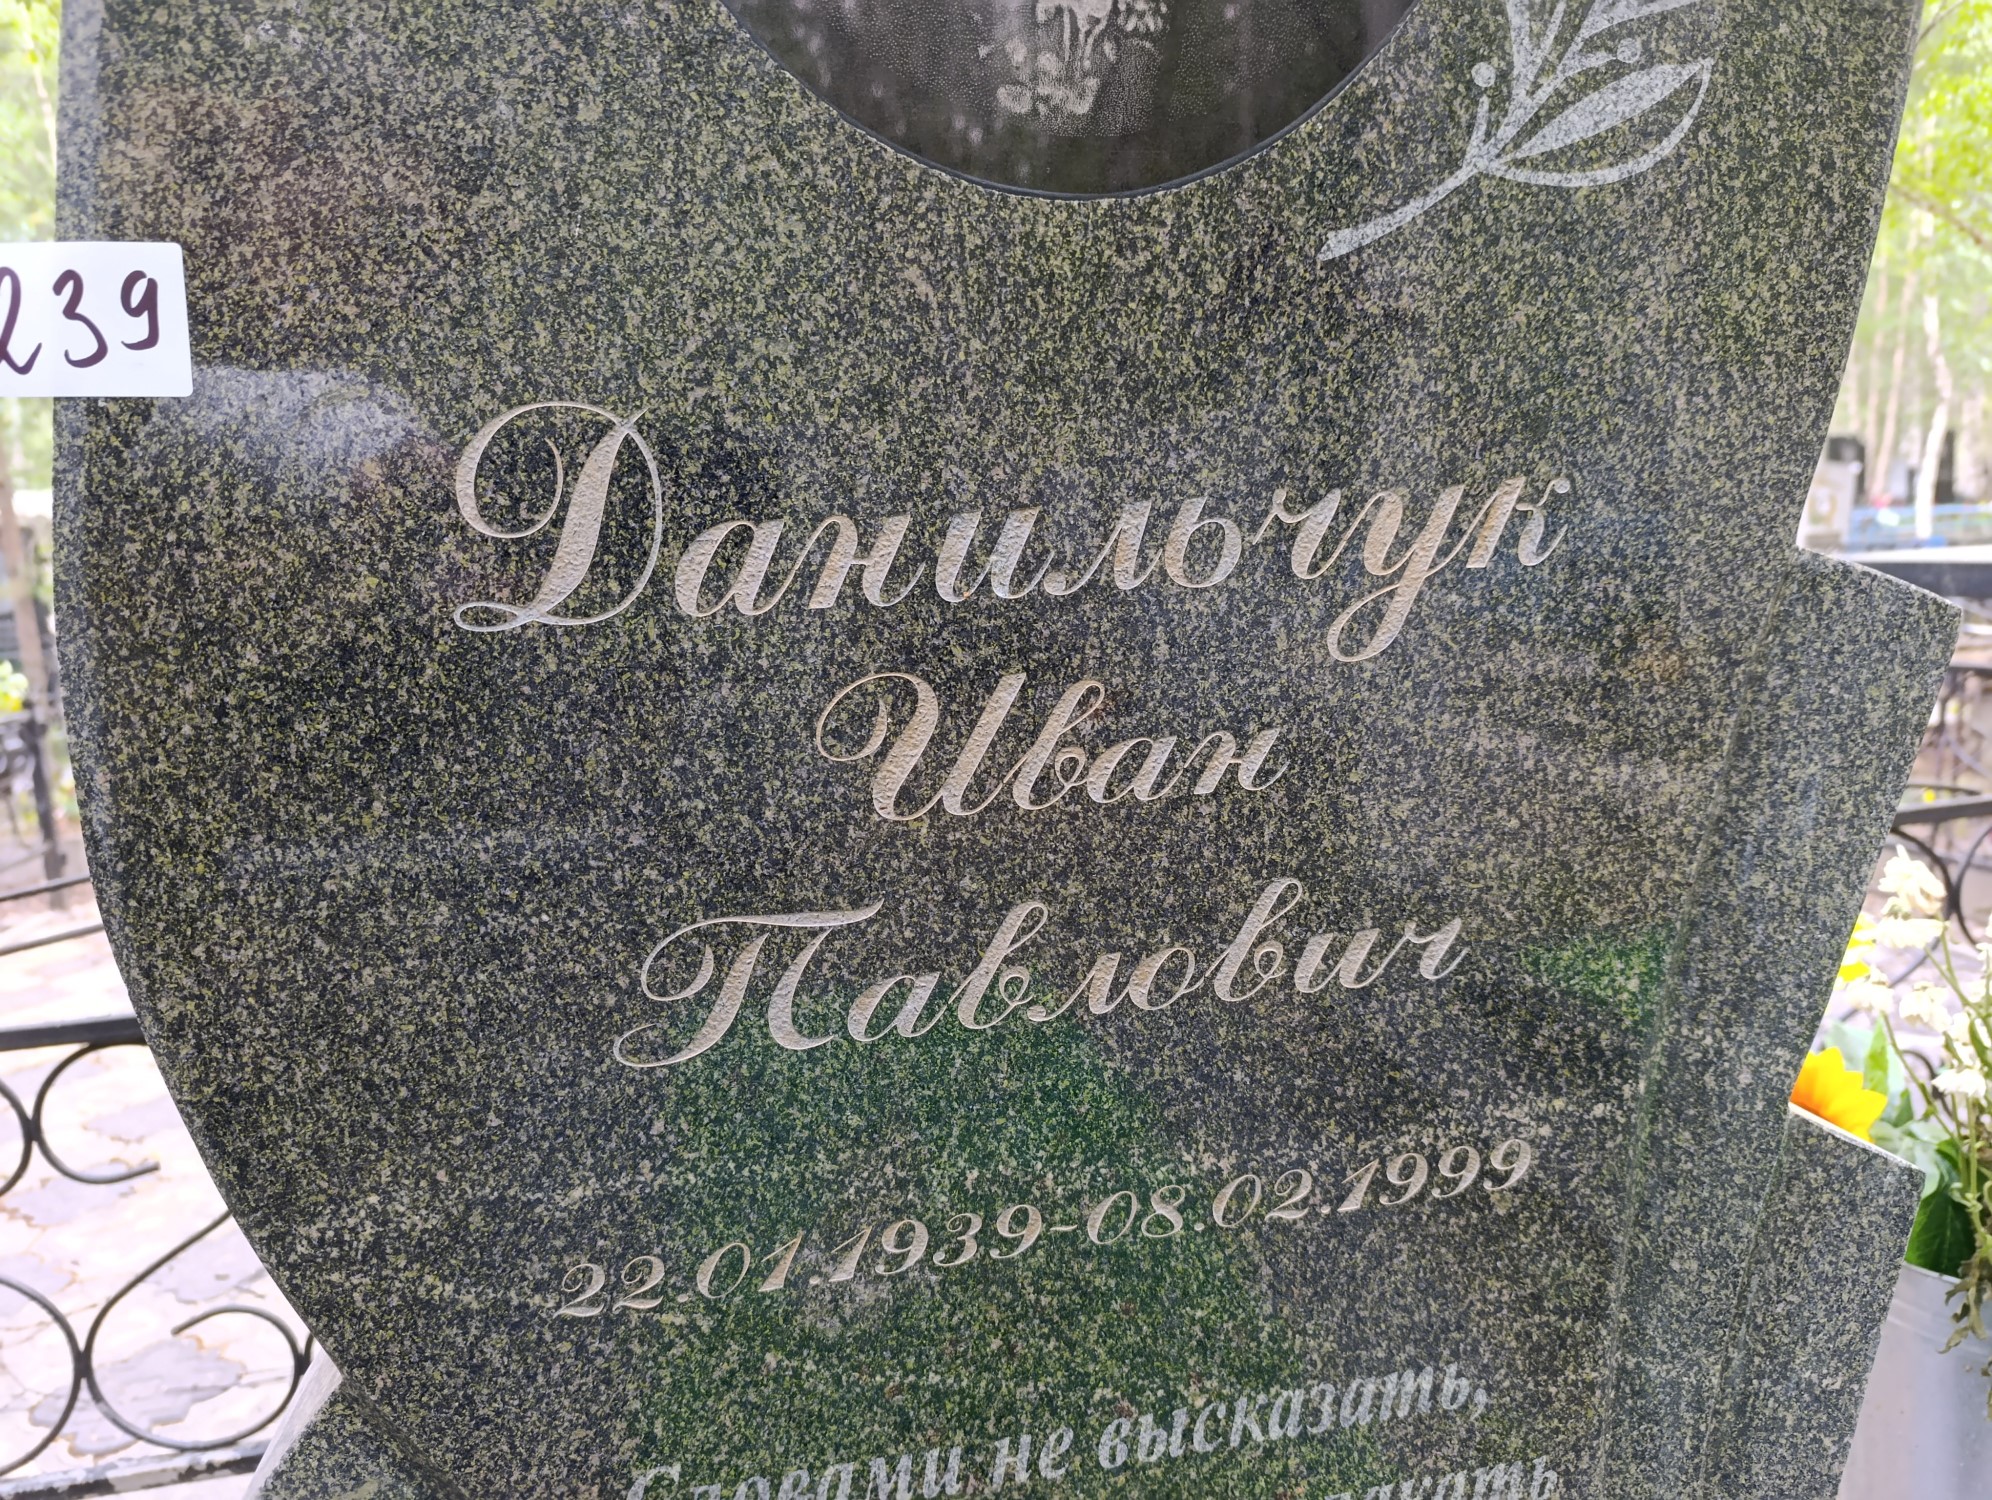 239
Данильчук
Иван
Павлович
22.01.1939-08.02.1999
Словами не высказать,